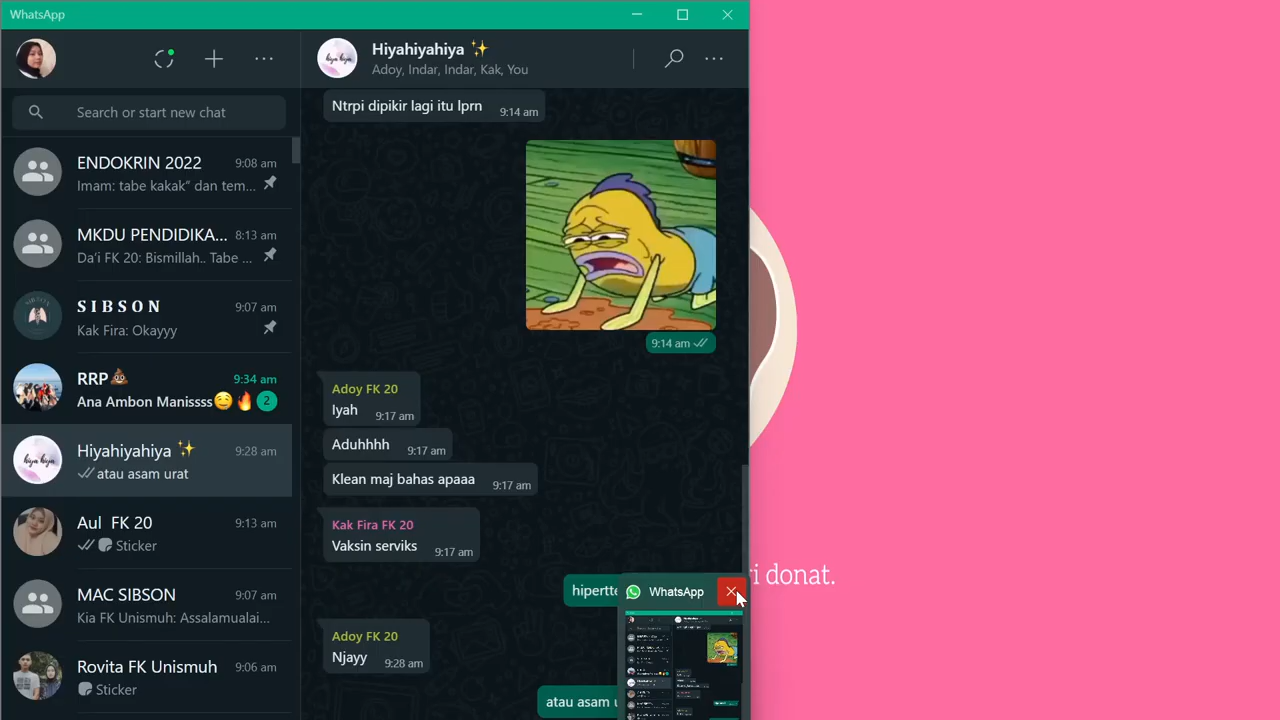 WhatsApp
Search or start new chat
ENDOKRIN 2022
9:08 am
Imam: tabe kakak” dan tem...
MKDU PENDIDIKA...
8:13 am
Da'i FK 20: Bismillah.. Tabe ...
S I B S O N
9:07 am
Kak Fira: Okayyy
RRP💩
9:34 am
Ana Ambon Manissss🤤🔥
2
Hiyahiyahiya ✨
9:28 am
atau asam urat
Aul FK 20
9:13 am
Sticker
MAC SIBSON
9:07 am
Kia FK Unismuh: Assalamualai...
Rovita FK Unismuh
9:06 am
Sticker
hiya hiya
Hiyahiyahiya ✨
Adoy, Indar, Indar, Kak, You
Ntrpi dipikir lagi itu lprn
9:14 am
9:14 am
Adoy FK 20
Iyah
9:17 am
Aduhhhh
9:17 am
Klean maj bahas apaaa
9:17 am
Kak Fira FK 20
Vaksin serviks
9:17 am
hipertte
Adoy FK 20
Njayy
9:28 am
atau asam u
WhatsApp
ri donat.